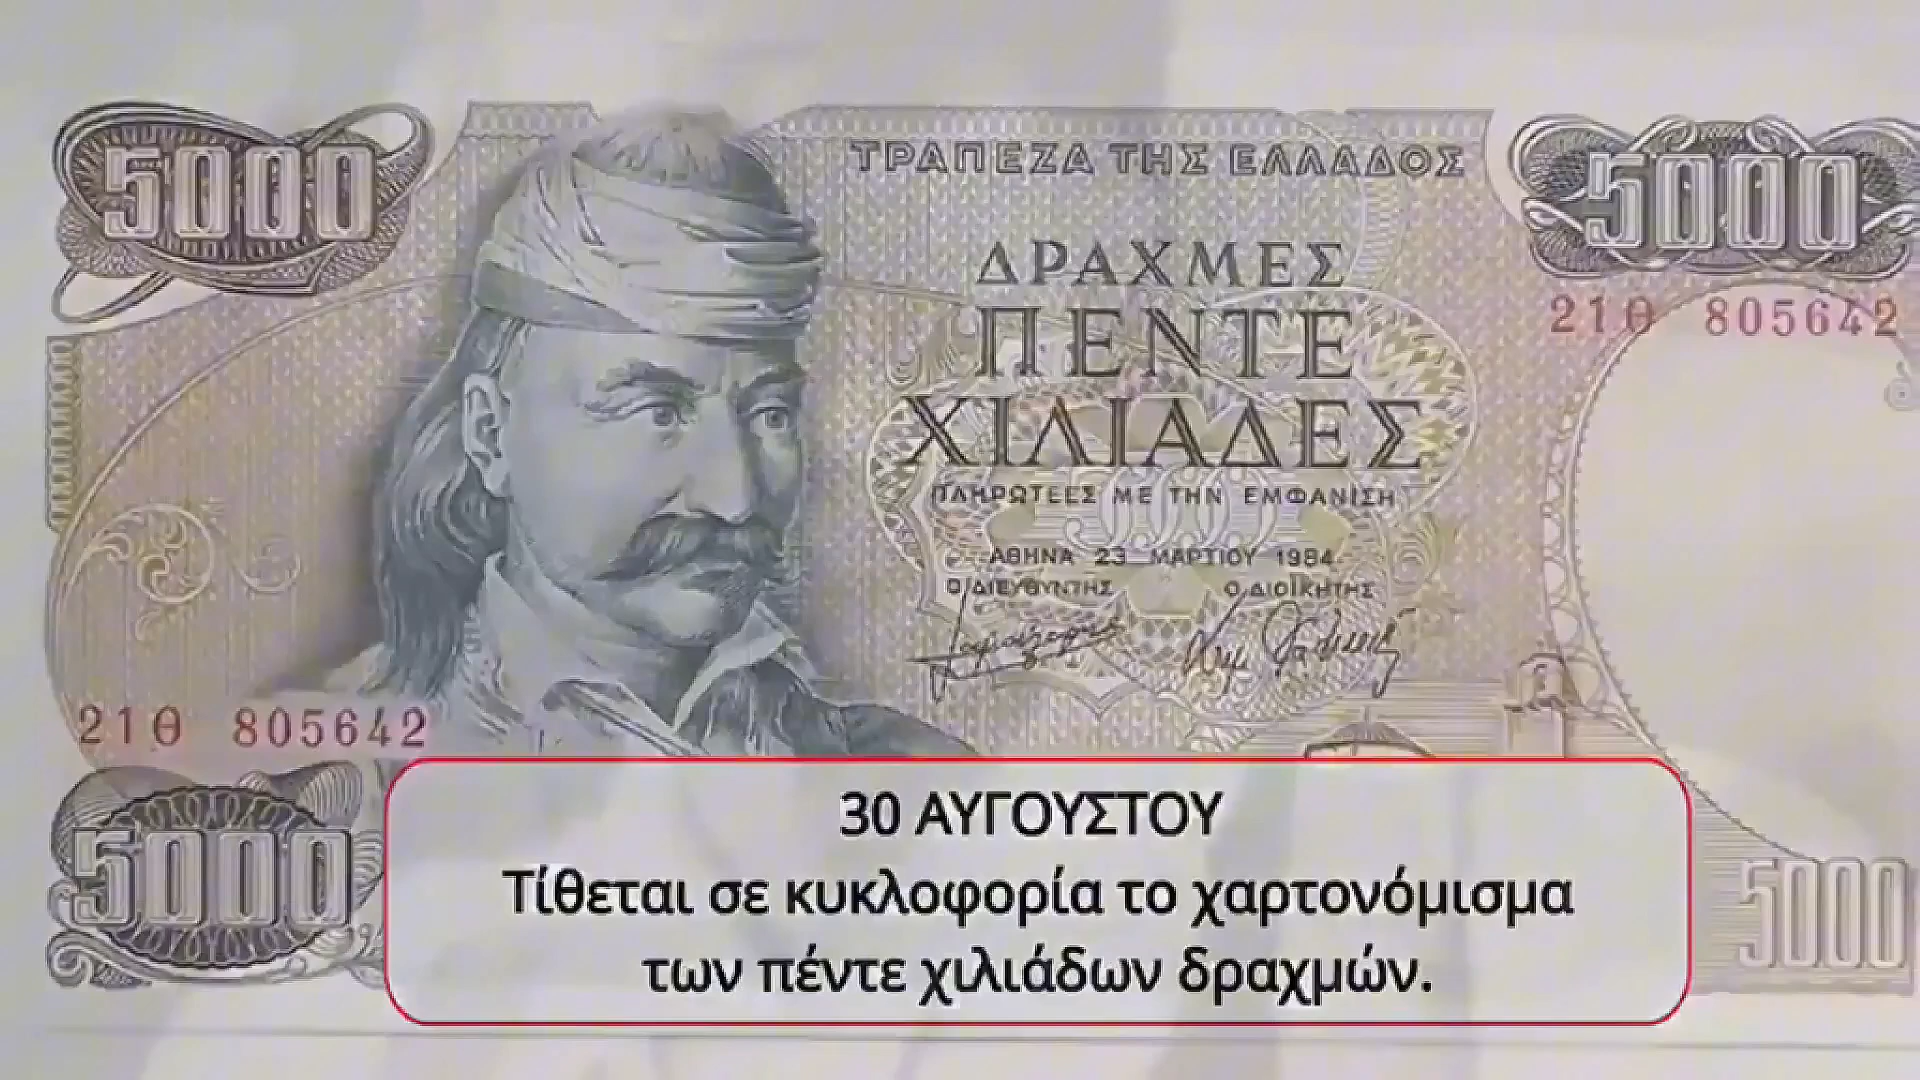 5000
ΤΡΑΠΕΖΑ ΤΗΣ ΕΛΛΑΔΟΣ
5000
ΔΡΑΧΜΕΣ
ΠΕΝΤΕ
ΧΙΛΙΑΔΕΣ
21Θ 805642
ΠΛΗΡΩΤΕΕΣ ΜΕ ΤΗΝ ΕΜΦΑΝΙΣΗ
5000
ΑΘΗΝΑ 23 ΜΑΡΤΙΟΥ 1984
Ο ΔΙΕΥΘΥΝΤΗΣ Ο ΔΙΟΙΚΗΤΗΣ
21Θ 805642
5000
5000
30 ΑΥΓΟΥΣΤΟΥ
Τίθεται σε κυκλοφορία το χαρτονόμισμα
των πέντε χιλιάδων δραχμών.